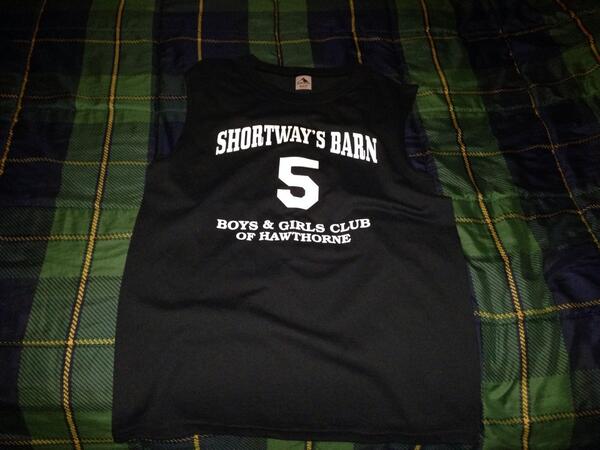 SHORTWAY'S BARN
5
BOYS & GIRLS CLUB
OF HAWTHORNE